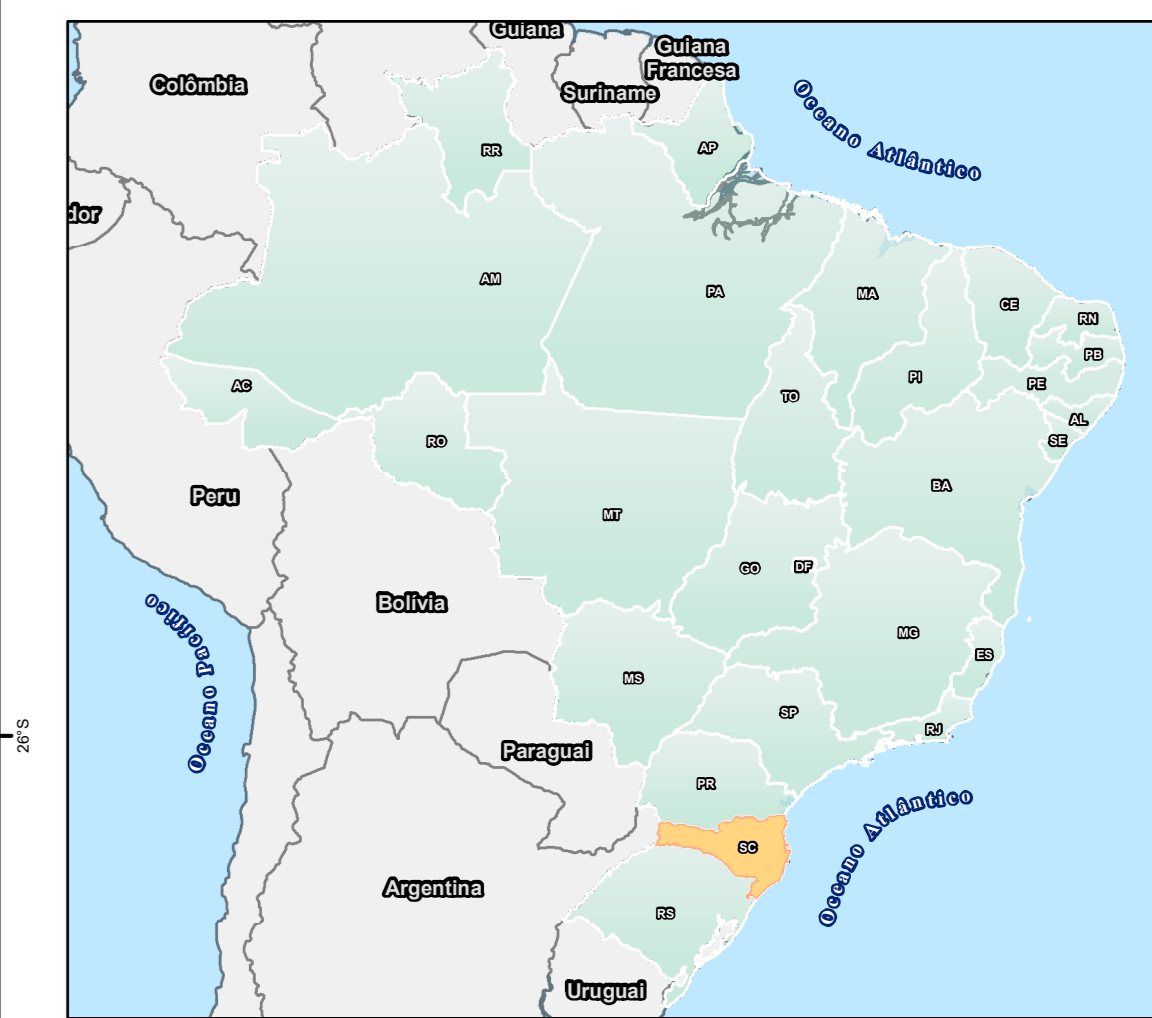 Guiana
Guiana
Francesa
Colômbia
Suriname
Oceano Atlântico
RR
AP
dor
AM
PA
MA
CE
RN
PB
AC
PI
PE
TO
AL
RO
SE
Peru
BA
MT
GO
DF
Bolívia
Oceano Pacífico
MG
ES
MS
SP
RJ
26°S
Paraguai
PR
Oceano Atlântico
SC
Argentina
RS
Uruguai